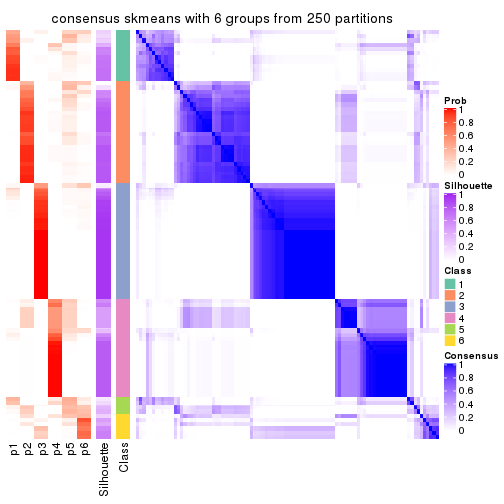 consensus skmeans with 6 groups from 250 partitions
Prob
1
0.8
0.6
0.4
0.2
0
Silhouette
1
0.8
0.6
0.4
0.2
0
Class
1
2
3
4
5
6
Consensus
1
0.8
0.6
0.4
0.2
0
p1
p2
p3
p4
p5
p6
Silhouette
Class